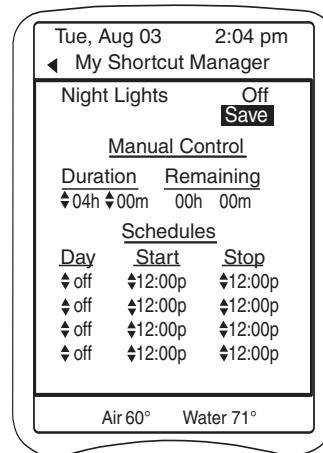 Tue, Aug 03 2:04 pm
My Shortcut Manager
Night Lights Off
Save
Manual Control
Duration Remaining
04h 00m 00h 00m
Schedules
Day Start Stop
off 12:00p 12:00p
off 12:00p 12:00p
off 12:00p 12:00p
off 12:00p 12:00p
Air 60° Water 71°